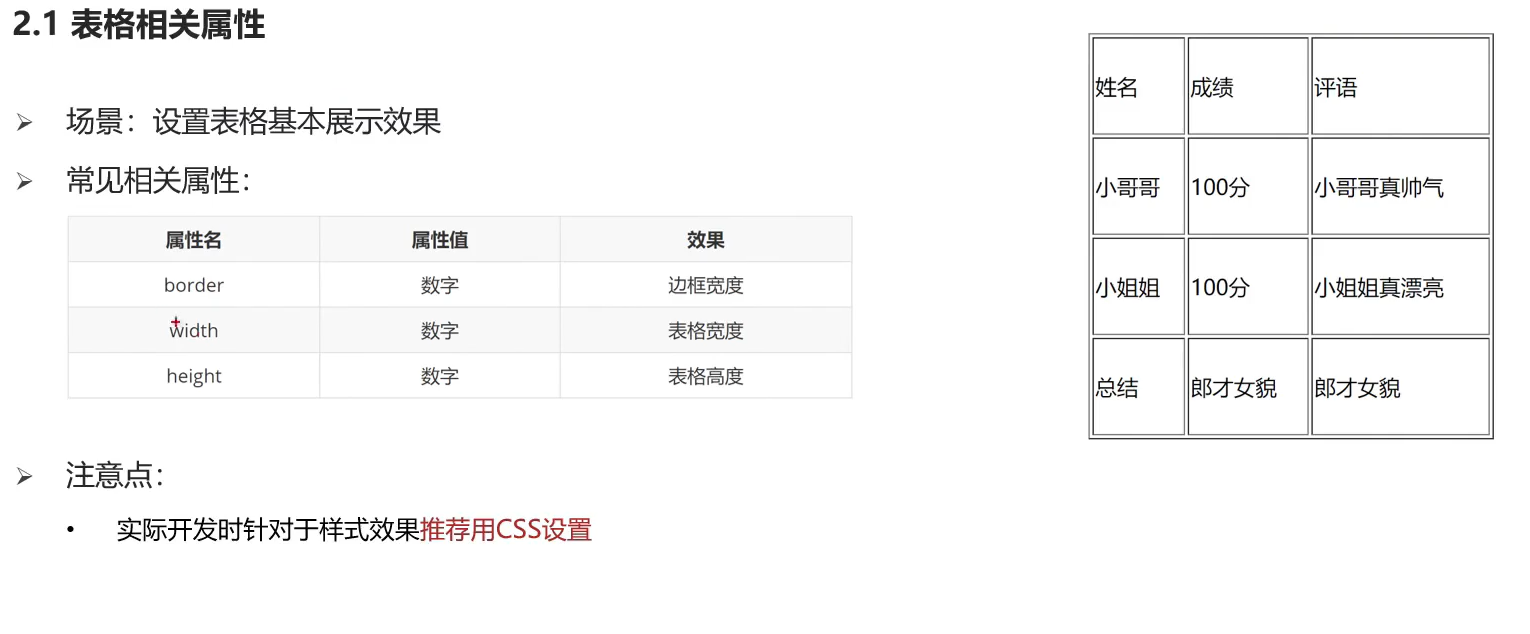 2.1 表格相关属性
➢ 场景：设置表格基本展示效果
➢ 常见相关属性：
属性名 属性值 效果
border 数字 边框宽度
width 数字 表格宽度
height 数字 表格高度
➢ 注意点：
• 实际开发时针对于样式效果推荐用CSS设置
姓名 成绩 评语
小哥哥 100分 小哥哥真帅气
小姐姐 100分 小姐姐真漂亮
总结 郎才女貌 郎才女貌